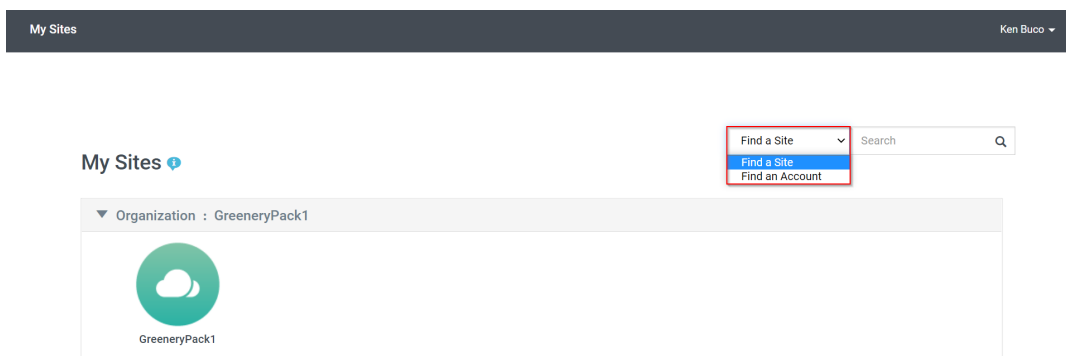 My Sites
Ken Buco
Find a Site
Search
Find a Site
Find an Account
My Sites
Organization : GreeneryPack1
GreeneryPack1